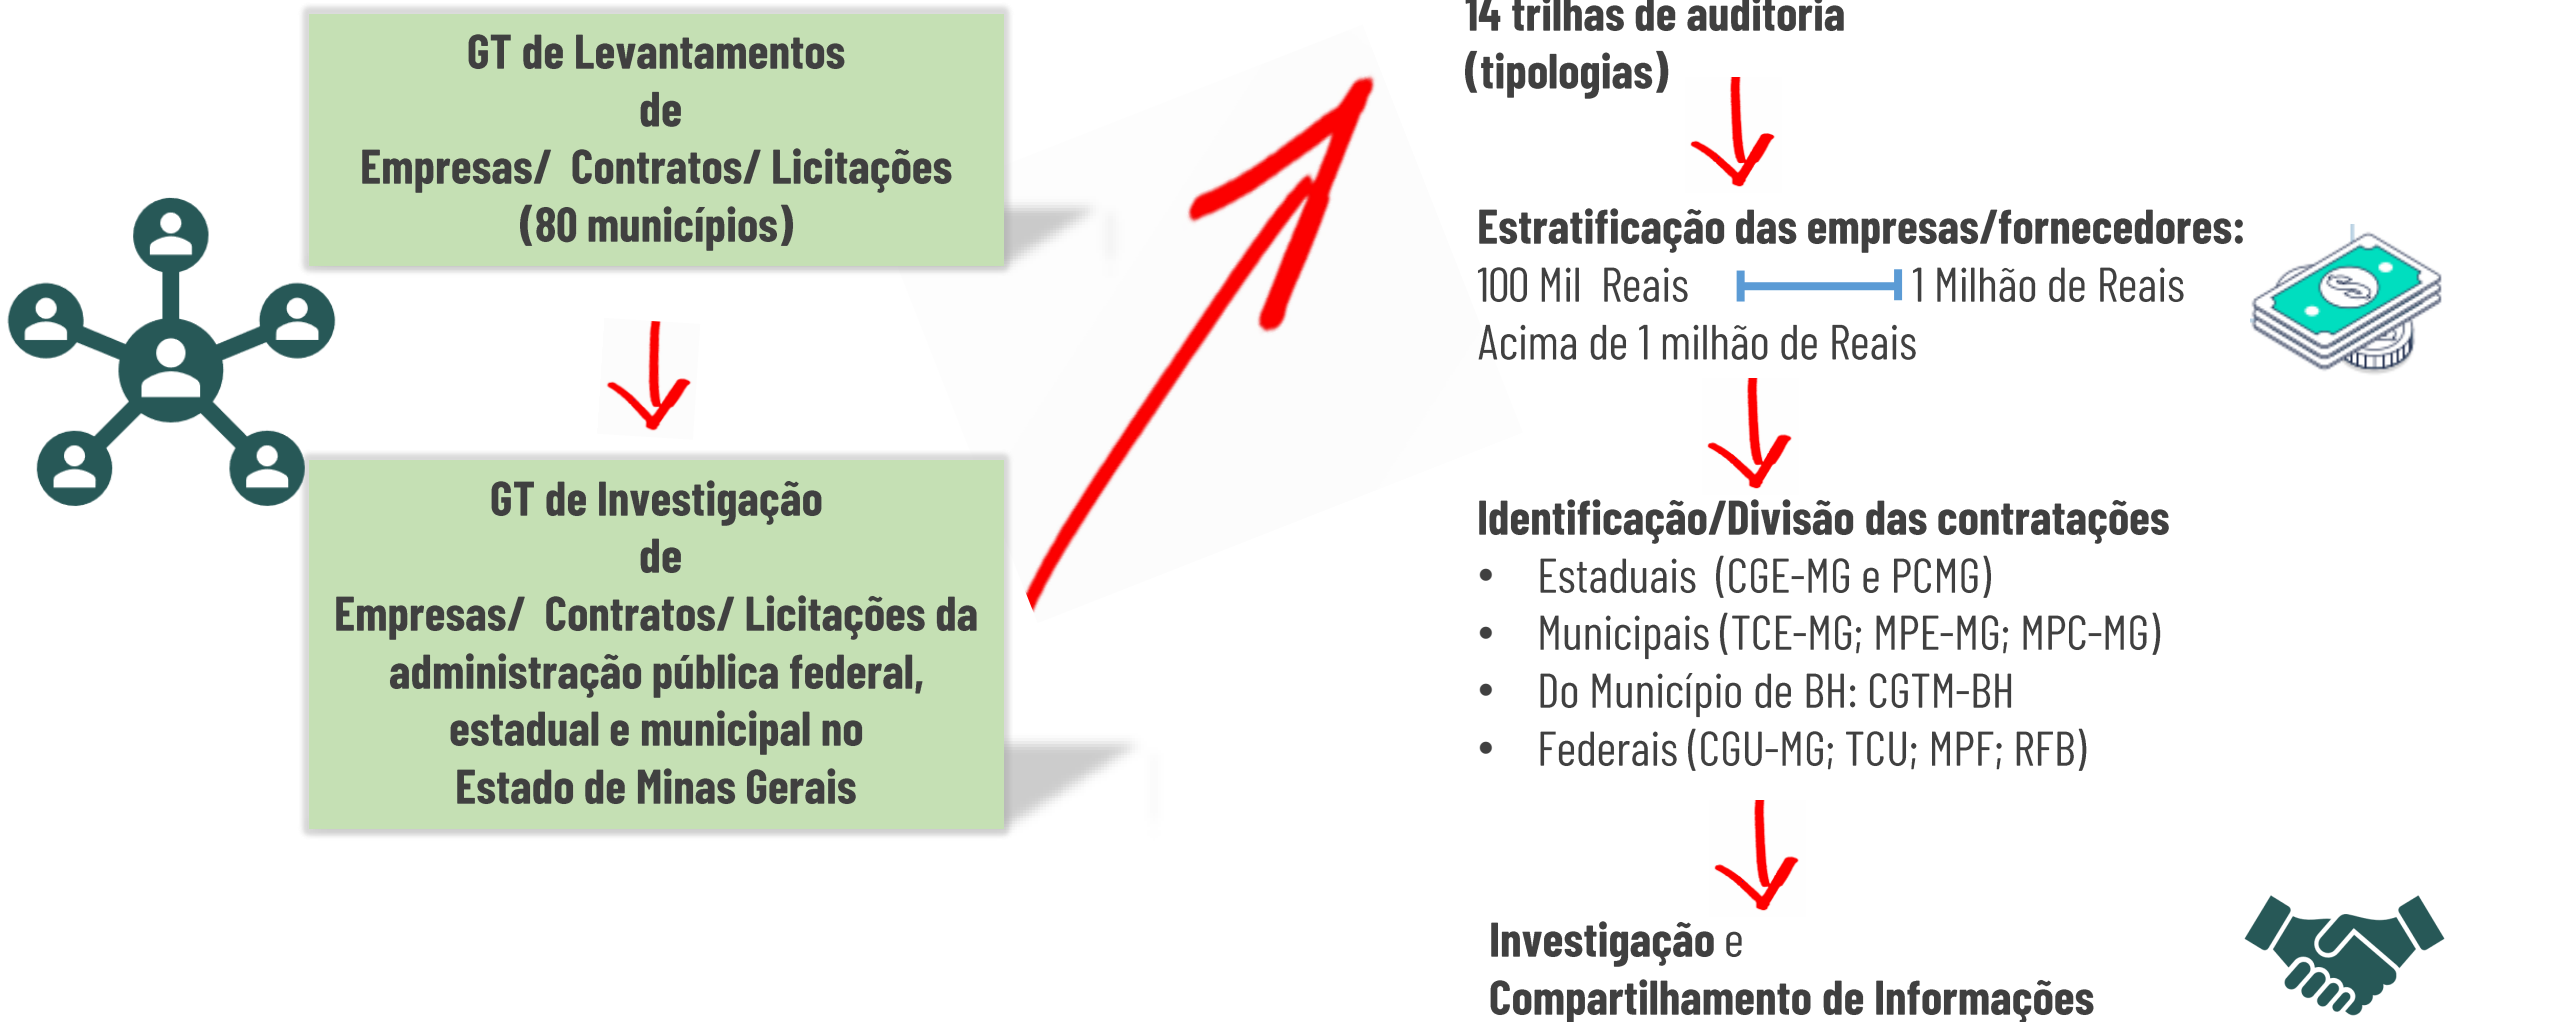 GT de Levantamentos
de
Empresas/ Contratos/ Licitações
(80 municípios)
GT de Investigação
de
Empresas/ Contratos/ Licitações da
administração pública federal,
estadual e municipal no
Estado de Minas Gerais
14 trilhas de auditoria
(tipologias)
Estratificação das empresas/fornecedores:
100 Mil Reais 1 Milhão de Reais
Acima de 1 milhão de Reais
Identificação/Divisão das contratações
• Estaduais (CGE-MG e PCMG)
• Municipais (TCE-MG; MPE-MG; MPC-MG)
• Do Município de BH: CGTM-BH
• Federais (CGU-MG; TCU; MPF; RFB)
Investigação e
Compartilhamento de Informações